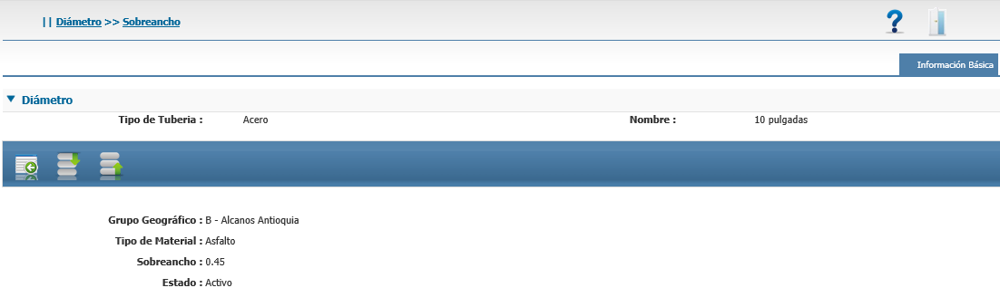 || Diámetro >> Sobreancho
Información Básica
Diámetro
Tipo de Tuberia : Acero Nombre : 10 pulgadas
Grupo Geográfico : B - Alcanos Antioquia
Tipo de Material : Asfalto
Sobreancho : 0.45
Estado : Activo